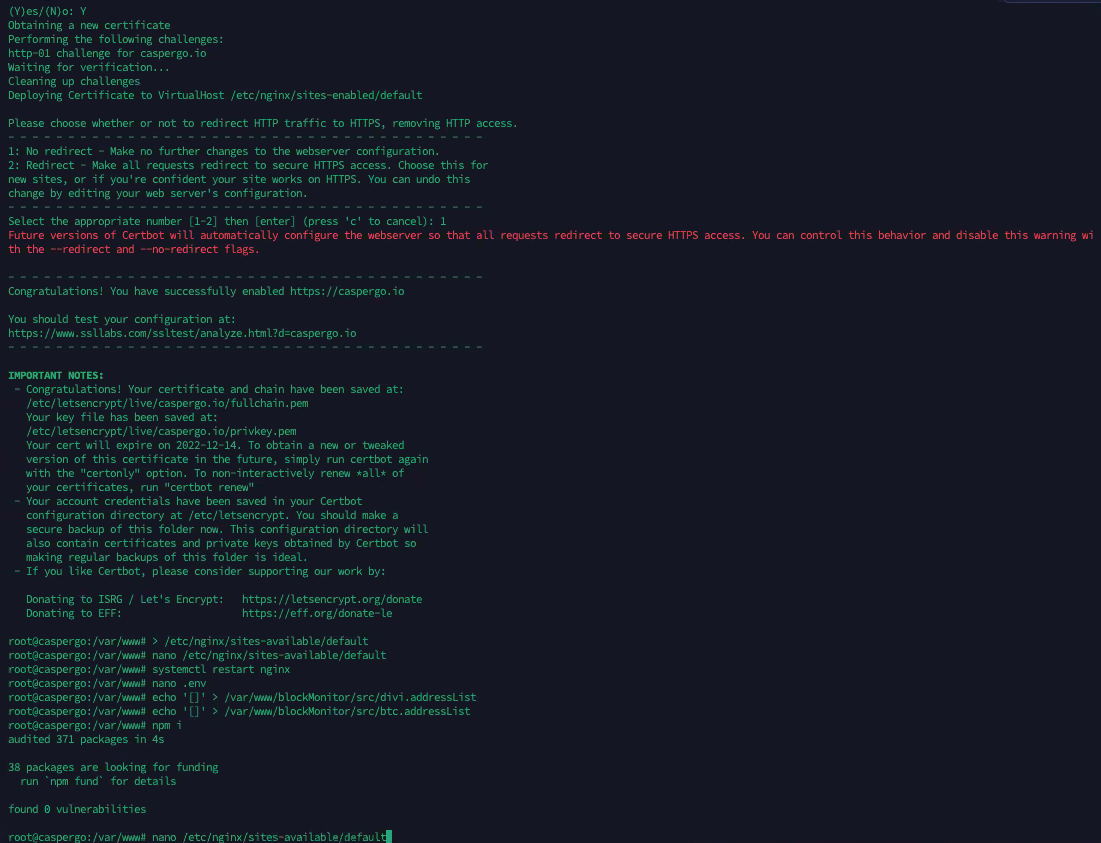 (Y)es/(N)o: Y
Obtaining a new certificate
Performing the following challenges:
http-01 challenge for caspergo.io
Waiting for verification...
Cleaning up challenges
Deploying Certificate to VirtualHost /etc/nginx/sites-enabled/default
Please choose whether or not to redirect HTTP traffic to HTTPS, removing HTTP access.
- - - - - - - - - - - - - - - - - - - - - - - - - - - - - - - - - - - - - - - -
1: No redirect - Make no further changes to the webserver configuration.
2: Redirect - Make all requests redirect to secure HTTPS access. Choose this for
new sites, or if you're confident your site works on HTTPS. You can undo this
change by editing your web server's configuration.
- - - - - - - - - - - - - - - - - - - - - - - - - - - - - - - - - - - - - - - -
Select the appropriate number [1-2] then [enter] (press 'c' to cancel): 1
Future versions of Certbot will automatically configure the webserver so that all requests redirect to secure HTTPS access. You can control this behavior and disable this warning wi
th the --redirect and --no-redirect flags.
- - - - - - - - - - - - - - - - - - - - - - - - - - - - - - - - - - - - - - - -
Congratulations! You have successfully enabled https://caspergo.io
You should test your configuration at:
https://www.ssllabs.com/ssltest/analyze.html?d=caspergo.io
- - - - - - - - - - - - - - - - - - - - - - - - - - - - - - - - - - - - - - - -
IMPORTANT NOTES:
- Congratulations! Your certificate and chain have been saved at:
/etc/letsencrypt/live/caspergo.io/fullchain.pem
Your key file has been saved at:
/etc/letsencrypt/live/caspergo.io/privkey.pem
Your cert will expire on 2022-12-14. To obtain a new or tweaked
version of this certificate in the future, simply run certbot again
with the "certonly" option. To non-interactively renew *all* of
your certificates, run "certbot renew"
- Your account credentials have been saved in your Certbot
configuration directory at /etc/letsencrypt. You should make a
secure backup of this folder now. This configuration directory will
also contain certificates and private keys obtained by Certbot so
making regular backups of this folder is ideal.
- If you like Certbot, please consider supporting our work by:
Donating to ISRG / Let's Encrypt: https://letsencrypt.org/donate
Donating to EFF: https://eff.org/donate-le
root@caspergo:/var/www# > /etc/nginx/sites-available/default
root@caspergo:/var/www# nano /etc/nginx/sites-available/default
root@caspergo:/var/www# systemctl restart nginx
root@caspergo:/var/www# nano .env
root@caspergo:/var/www# echo '[]' > /var/www/blockMonitor/src/divi.addressList
root@caspergo:/var/www# echo '[]' > /var/www/blockMonitor/src/btc.addressList
root@caspergo:/var/www# npm i
audited 371 packages in 4s
38 packages are looking for funding
run `npm fund` for details
found 0 vulnerabilities
root@caspergo:/var/www# nano /etc/nginx/sites-available/default